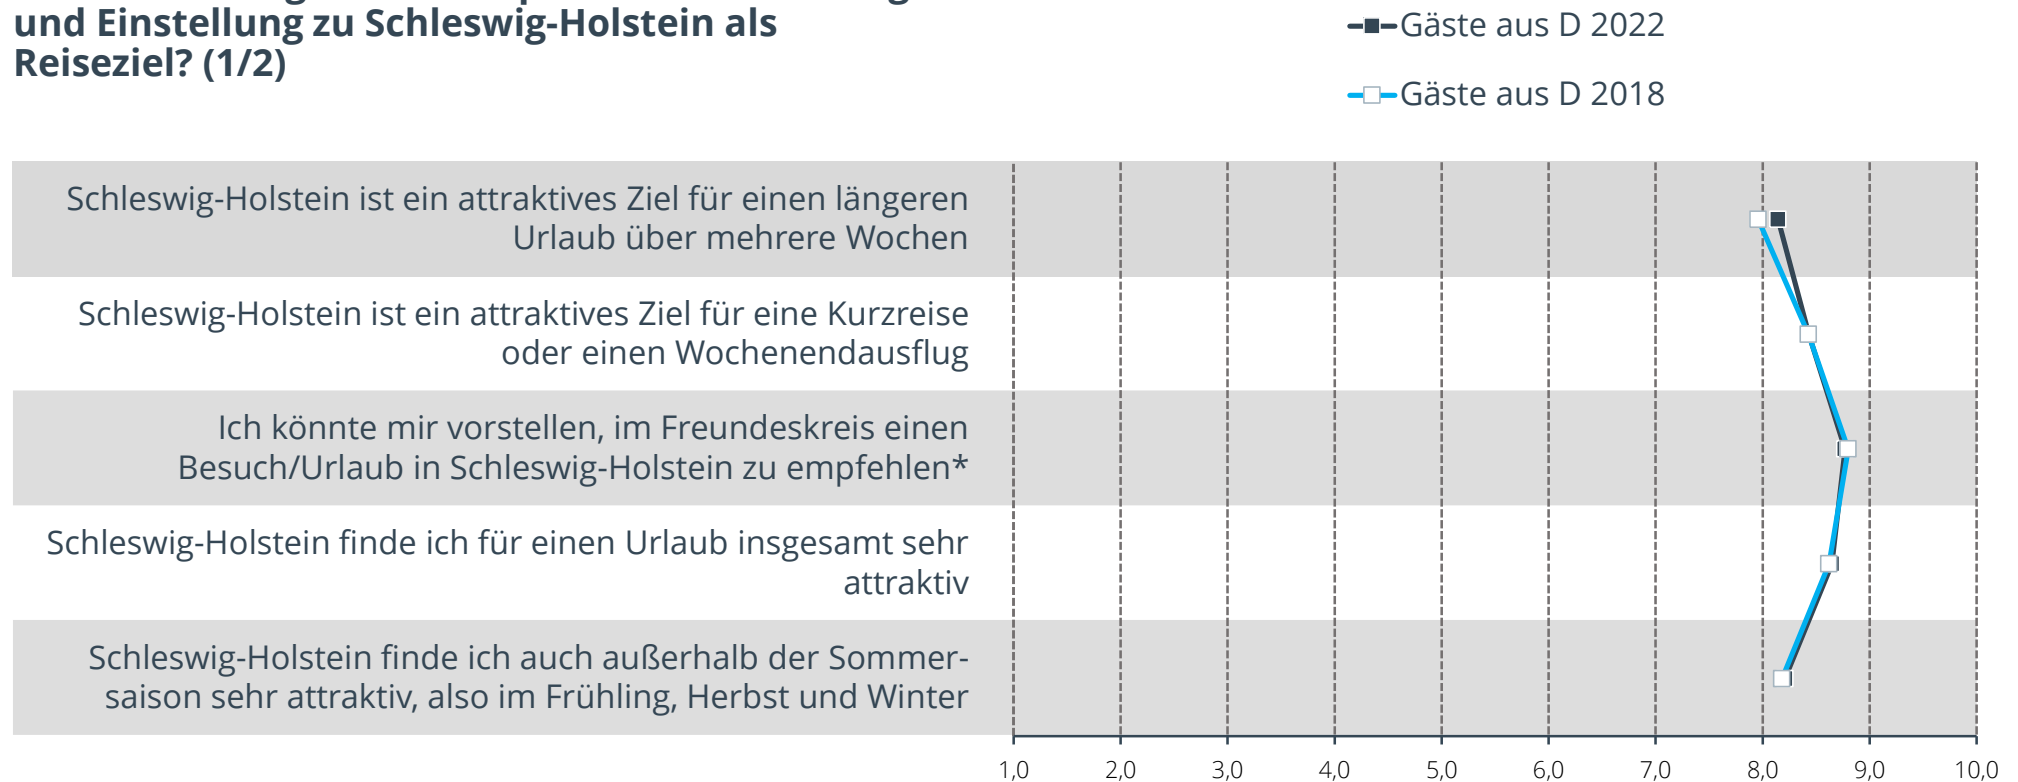 und Einstellung zu Schleswig-Holstein als
Reiseziel? (1/2)
Gäste aus D 2022
Gäste aus D 2018
Schleswig-Holstein ist ein attraktives Ziel für einen längeren
Urlaub über mehrere Wochen
Schleswig-Holstein ist ein attraktives Ziel für eine Kurzreise
oder einen Wochenendausflug
Ich könnte mir vorstellen, im Freundeskreis einen
Besuch/Urlaub in Schleswig-Holstein zu empfehlen*
Schleswig-Holstein finde ich für einen Urlaub insgesamt sehr
attraktiv
Schleswig-Holstein finde ich auch außerhalb der Sommer-
saison sehr attraktiv, also im Frühling, Herbst und Winter
1,0 2,0 3,0 4,0 5,0 6,0 7,0 8,0 9,0 10,0